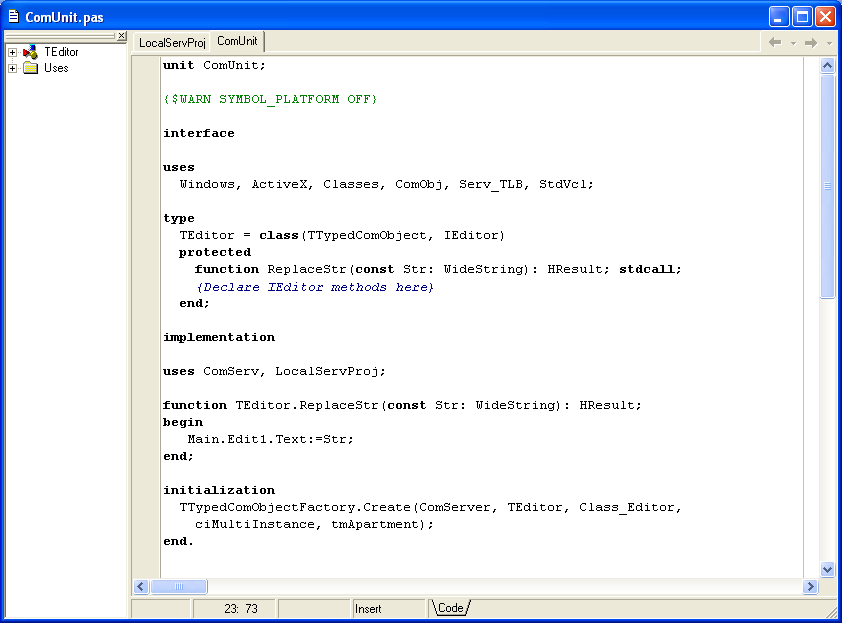 ComUnit.pas
TEditor
Uses
LocalServProj
ComUnit
unit ComUnit;
{$WARN SYMBOL_PLATFORM OFF}
interface
uses
Windows, ActiveX, Classes, ComObj, Serv_TLB, StdVcl;
type
TEditor = class(TTypedComObject, IEditor)
protected
function ReplaceStr(const Str: WideString): HResult; stdcall;
{Declare IEditor methods here}
end;
implementation
uses ComServ, LocalServProj;
function TEditor.ReplaceStr(const Str: WideString): HResult;
begin
Main.Edit1.Text:=Str;
end;
initialization
TTypedComObjectFactory.Create(ComServer, TEditor, Class_Editor,
ciMultiInstance, tmApartment);
end.
23: 73
Insert
Code